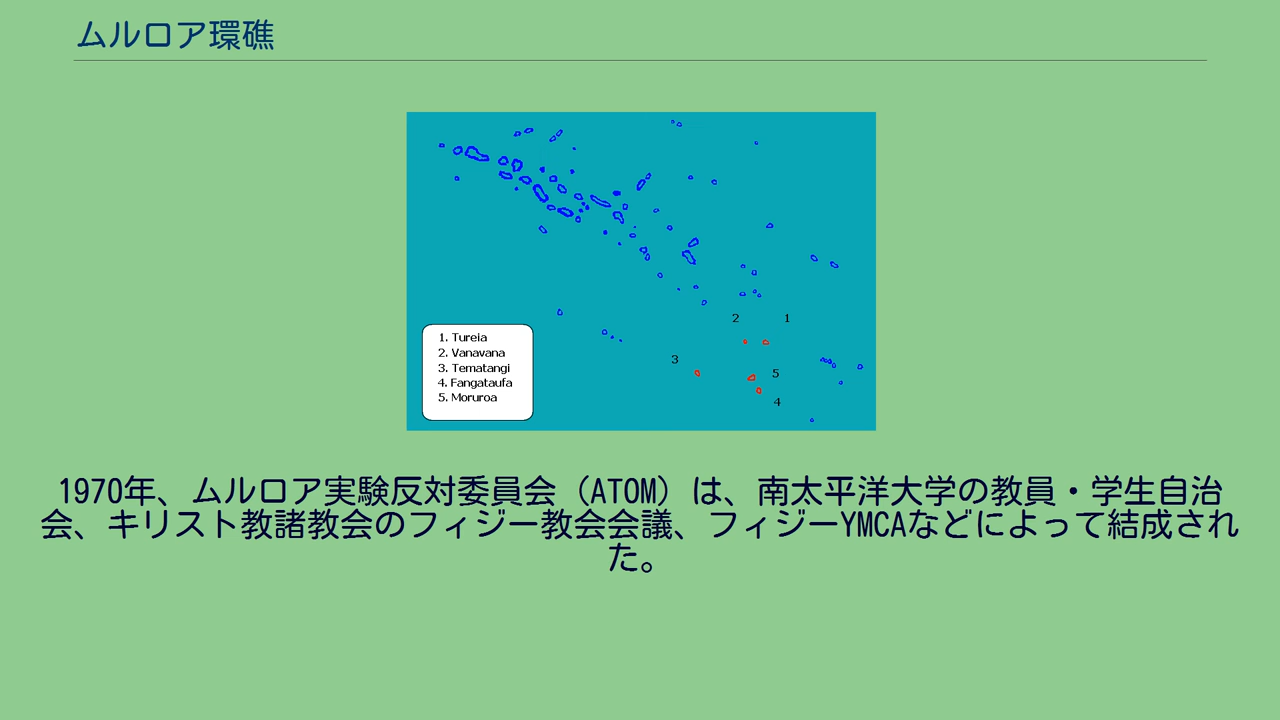 ムルロア環礁
2
1
3
5
4
1. Tureia
2. Vanavana
3. Tematangi
4. Fangataufa
5. Moruroa
1970年、ムルロア実験反対委員会（ATOM）は、南太平洋大学の教員・学生自治
会、キリスト教諸教会のフィジー教会会議、フィジーYMCAなどによって結成され
た。